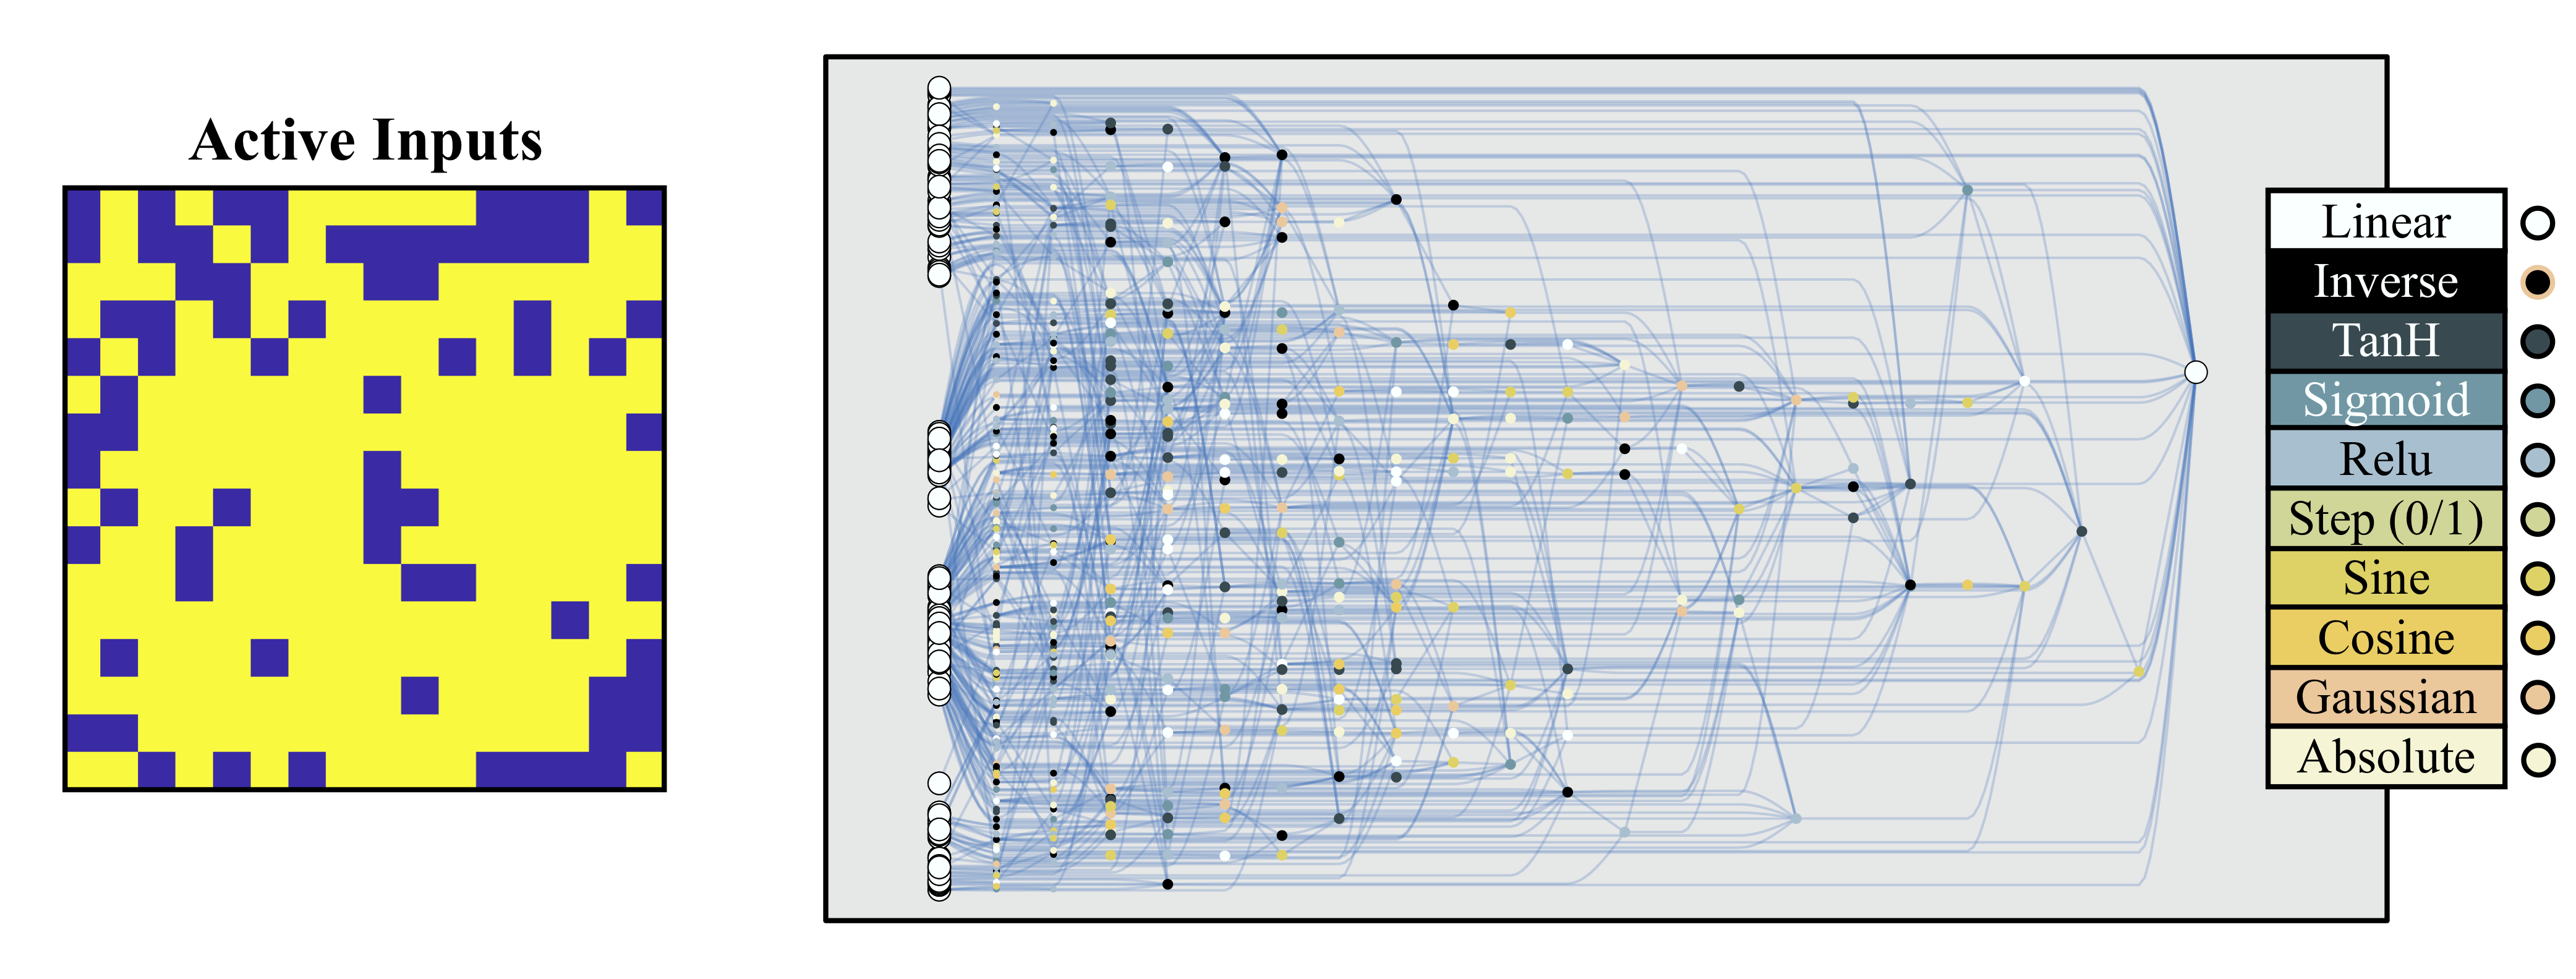 Active Inputs
Linear
Inverse
TanH
Sigmoid
Relu
Step (0/1)
Sine
Cosine
Gaussian
Absolute